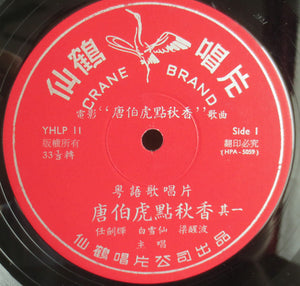 仙鶴唱片
CRANE BRAND
電影“唐伯虎點秋香”歌曲
YHLP 11
版權所有
33⅓轉
Side 1
翻印必究
(HPA-5059)
粵語歌唱片
唐伯虎點秋香 其一
任劍輝 白雪仙 梁醒波
主唱
仙鶴唱片公司出品